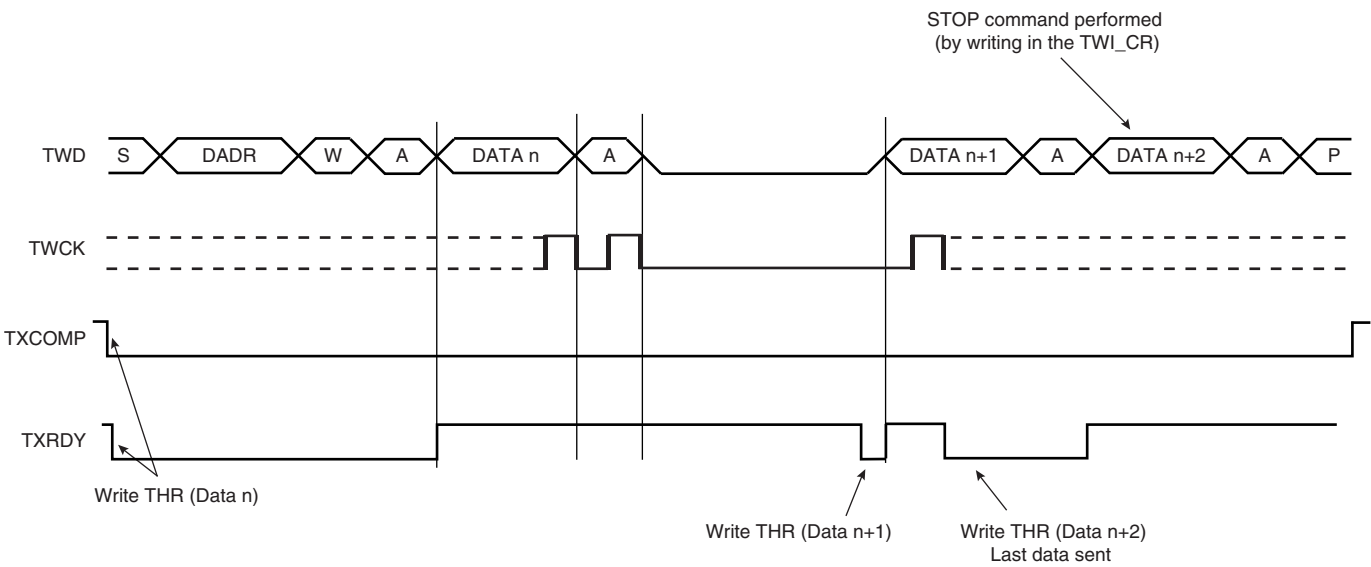 STOP command performed
(by writing in the TWI_CR)
TWD S DADR W A DATA n A DATA n+1 A DATA n+2 A P
TWCK
TXCOMP
TXRDY
Write THR (Data n)
Write THR (Data n+1)
Write THR (Data n+2)
Last data sent